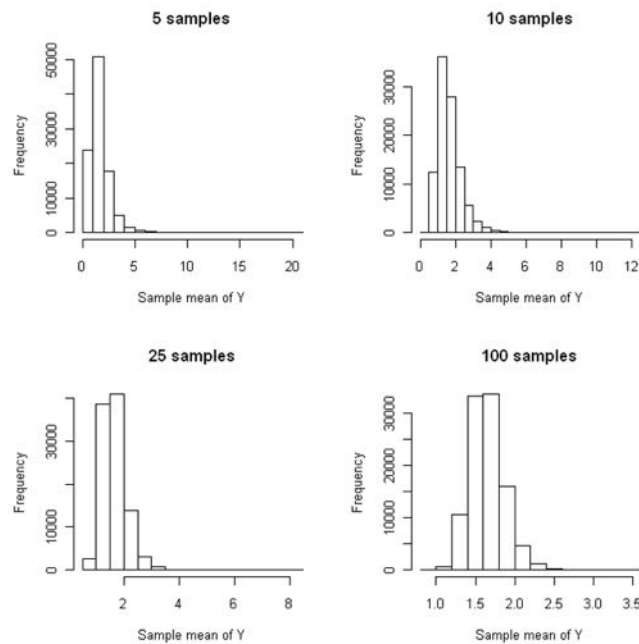 5 samples
Frequency
0 10000 30000 50000
0 5 10 15 20
Sample mean of Y
10 samples
Frequency
0 10000 20000 30000
0 2 4 6 8 10 12
Sample mean of Y
25 samples
Frequency
0 10000 30000
2 4 6 8
Sample mean of Y
100 samples
Frequency
0 10000 20000 30000
1.0 1.5 2.0 2.5 3.0 3.5
Sample mean of Y